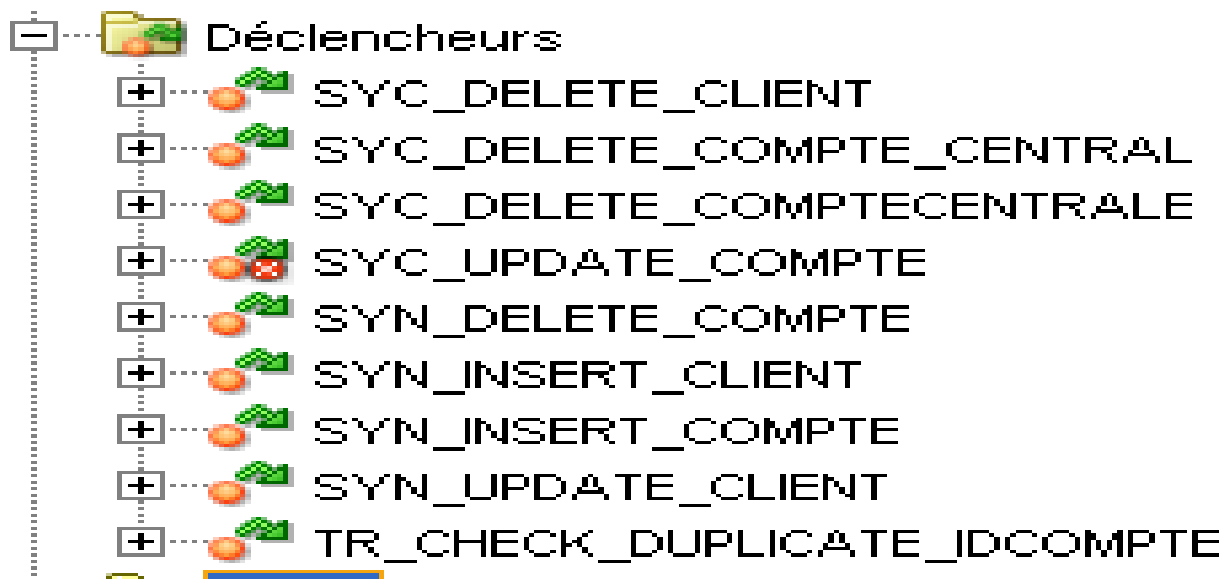 Déclencheurs
SYC_DELETE_CLIENT
SYC_DELETE_COMPTE_CENTRAL
SYC_DELETE_COMPTECENTRALE
SYC_UPDATE_COMPTE
SYN_DELETE_COMPTE
SYN_INSERT_CLIENT
SYN_INSERT_COMPTE
SYN_UPDATE_CLIENT
TR_CHECK_DUPLICATE_IDCOMPTE